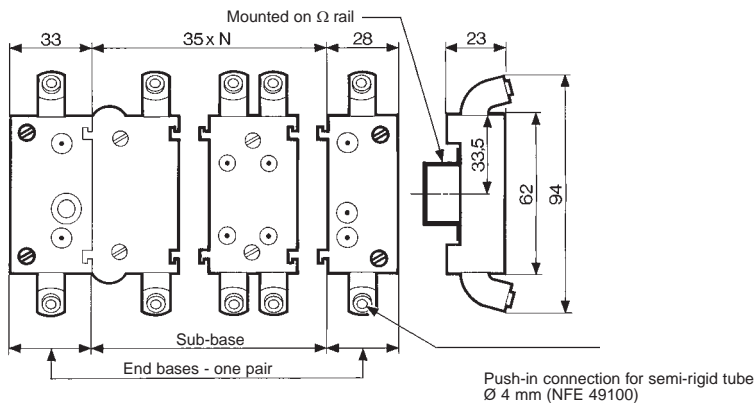 Mounted on Ω rail
33
35 x N
28
23
33,5
62
94
Sub-base
End bases - one pair
Push-in connection for semi-rigid tube
Ø 4 mm (NFE 49100)